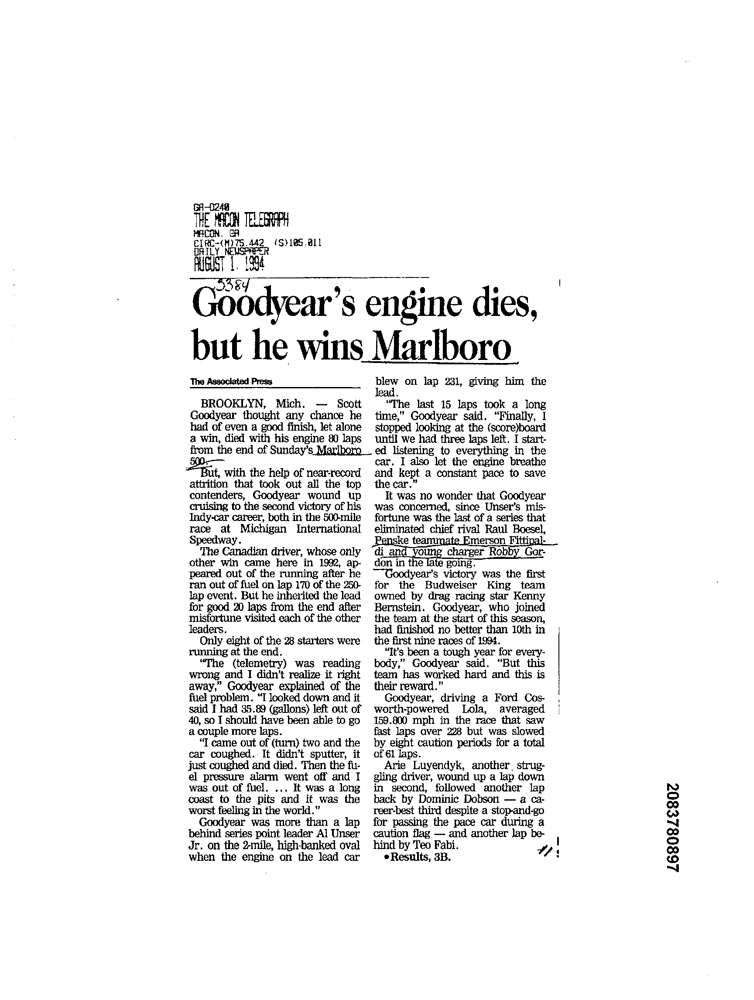 GA-0240
THE MACON TELEGRAPH
MACON. GA
CIRC-(M)75.442 (S)105.011
DAILY NEWSPAPER
AUGUST 1. 1994
5384
Goodyear's engine dies,
but he wins Marlboro
The Associated Press
BROOKLYN, Mich. — Scott
Goodyear thought any chance he
had of even a good finish, let alone
a win, died with his engine 80 laps
from the end of Sunday's Marlboro
500.
But, with the help of near-record
attrition that took out all the top
contenders, Goodyear wound up
cruising to the second victory of his
Indy-car career, both in the 500-mile
race at Michigan International
Speedway.
The Canadian driver, whose only
other win came here in 1992, ap-
peared out of the running after he
ran out of fuel on lap 170 of the 250-
lap event. But he inherited the lead
for good 20 laps from the end after
misfortune visited each of the other
leaders.
Only eight of the 28 starters were
running at the end.
"The (telemetry) was reading
wrong and I didn't realize it right
away," Goodyear explained of the
fuel problem. "I looked down and it
said I had 35.89 (gallons) left out of
40, so I should have been able to go
a couple more laps.
"I came out of (turn) two and the
car coughed. It didn't sputter, it
just coughed and died. Then the fu-
el pressure alarm went off and I
was out of fuel. ... It was a long
coast to the pits and it was the
worst feeling in the world."
Goodyear was more than a lap
behind series point leader Al Unser
Jr. on the 2-mile, high-banked oval
when the engine on the lead car
blew on lap 231, giving him the
lead.
"The last 15 laps took a long
time," Goodyear said. "Finally, I
stopped looking at the (score)board
until we had three laps left. I start-
ed listening to everything in the
car. I also let the engine breathe
and kept a constant pace to save
the car."
It was no wonder that Goodyear
was concerned, since Unser's mis-
fortune was the last of a series that
eliminated chief rival Raul Boesel,
Penske teammate Emerson Fittipal-
di and young charger Robby Gor-
don in the late going.
Goodyear's victory was the first
for the Budweiser King team
owned by drag racing star Kenny
Bernstein. Goodyear, who joined
the team at the start of this season,
had finished no better than 10th in
the first nine races of 1994.
"It's been a tough year for every-
body," Goodyear said. "But this
team has worked hard and this is
their reward."
Goodyear, driving a Ford Cos-
worth-powered Lola, averaged
159.800 mph in the race that saw
fast laps over 228 but was slowed
by eight caution periods for a total
of 61 laps.
Arie Luyendyk, another strug-
gling driver, wound up a lap down
in second, followed another lap
back by Dominic Dobson — a ca-
reer-best third despite a stop-and-go
for passing the pace car during a
caution flag — and another lap be-
hind by Teo Fabi.
• Results, 3B.
2083780897